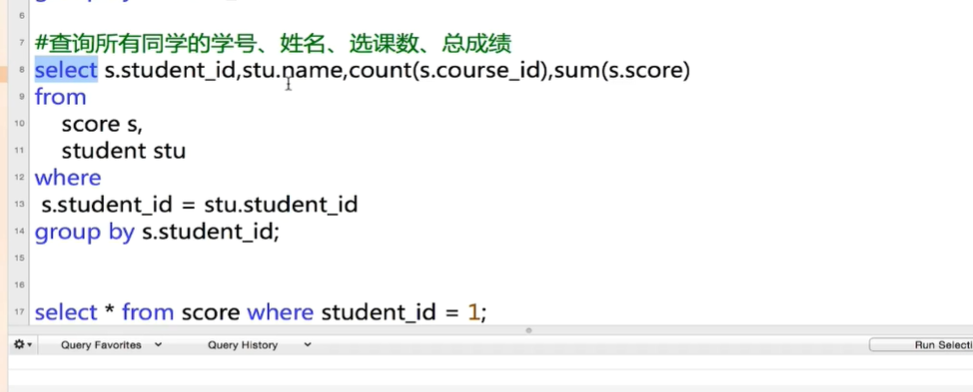 6
7 #查询所有同学的学号、姓名、选课数、总成绩
8 select s.student_id,stu.name,count(s.course_id),sum(s.score)
9 from
10 score s,
11 student stu
12 where
13 s.student_id = stu.student_id
14 group by s.student_id;
15
16
17 select * from score where student_id = 1;
Query Favorites Query History Run Selecti